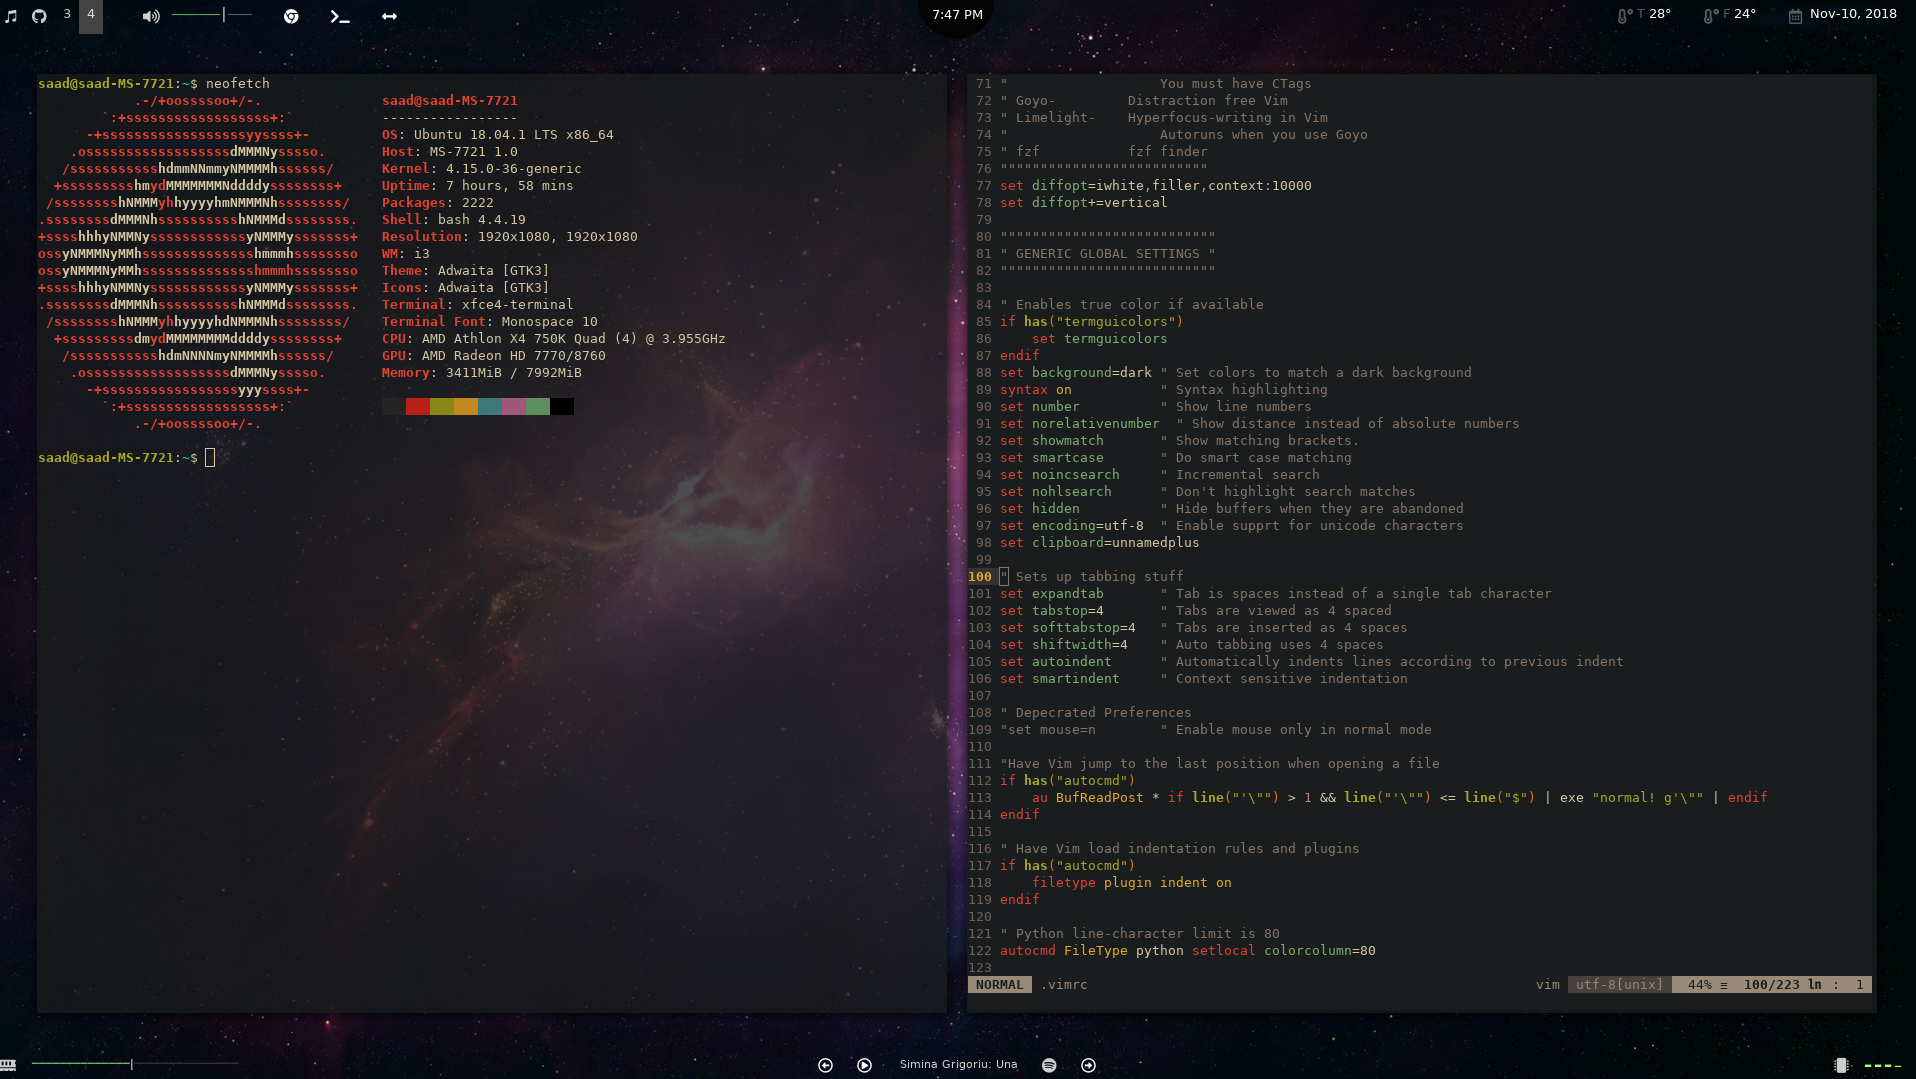 3 4 7:47 PM T 28° F 24° Nov-10, 2018
saad@saad-MS-7721:~$ neofetch
.-/+oossssoo+/-.
`:+ssssssssssssssssss+:`
-+ssssssssssssssssssyyssss+-
.ossssssssssssssssssdMMMNysssso.
/ssssssssssshdmmNNmmyNMMMMhssssss/
+ssssssssshmydMMMMMMMNddddyssssssss+
/sssssssshNMMMyhhyyyyhmNMMMNhssssssss/
.ssssssssdMMMNhsssssssssshNMMMdssssssss.
+sssshhhyNMMNyssssssssssssyNMMMysssssss+
ossyNMMMNyMMhsssssssssssssshmmmhssssssso
ossyNMMMNyMMhsssssssssssssshmmmhssssssso
+sssshhhyNMMNyssssssssssssyNMMMysssssss+
.ssssssssdMMMNhsssssssssshNMMMdssssssss.
/sssssssshNMMMyhhyyyyhdNMMMNhssssssss/
+sssssssssdmydMMMMMMMMddddyssssssss+
/ssssssssssshdmNNNNmyNMMMMhssssss/
.ossssssssssssssssssdMMMNysssso.
-+sssssssssssssssssyyyssss+-
`:+ssssssssssssssssss+:`
.-/+oossssoo+/-.
saad@saad-MS-7721
-----------------
OS: Ubuntu 18.04.1 LTS x86_64
Host: MS-7721 1.0
Kernel: 4.15.0-36-generic
Uptime: 7 hours, 58 mins
Packages: 2222
Shell: bash 4.4.19
Resolution: 1920x1080, 1920x1080
WM: i3
Theme: Adwaita [GTK3]
Icons: Adwaita [GTK3]
Terminal: xfce4-terminal
Terminal Font: Monospace 10
CPU: AMD Athlon X4 750K Quad (4) @ 3.955GHz
GPU: AMD Radeon HD 7770/8760
Memory: 3411MiB / 7992MiB
saad@saad-MS-7721:~$
71 "                   You must have CTags
72 " Goyo-         Distraction free Vim
73 " Limelight-    Hyperfocus-writing in Vim
74 "                   Autoruns when you use Goyo
75 " fzf           fzf finder
76 """"""""""""""""""""""""""
77 set diffopt=iwhite,filler,context:10000
78 set diffopt+=vertical
79
80 """""""""""""""""""""""""""
81 " GENERIC GLOBAL SETTINGS "
82 """""""""""""""""""""""""""
83
84 " Enables true color if available
85 if has("termguicolors")
86     set termguicolors
87 endif
88 set background=dark " Set colors to match a dark background
89 syntax on           " Syntax highlighting
90 set number          " Show line numbers
91 set norelativenumber  " Show distance instead of absolute numbers
92 set showmatch       " Show matching brackets.
93 set smartcase       " Do smart case matching
94 set noincsearch     " Incremental search
95 set nohlsearch      " Don't highlight search matches
96 set hidden          " Hide buffers when they are abandoned
97 set encoding=utf-8  " Enable supprt for unicode characters
98 set clipboard=unnamedplus
99
100 " Sets up tabbing stuff
101 set expandtab       " Tab is spaces instead of a single tab character
102 set tabstop=4       " Tabs are viewed as 4 spaced
103 set softtabstop=4   " Tabs are inserted as 4 spaces
104 set shiftwidth=4    " Auto tabbing uses 4 spaces
105 set autoindent      " Automatically indents lines according to previous indent
106 set smartindent     " Context sensitive indentation
107
108 " Depecrated Preferences
109 "set mouse=n        " Enable mouse only in normal mode
110
111 "Have Vim jump to the last position when opening a file
112 if has("autocmd")
113     au BufReadPost * if line("'\"") > 1 && line("'\"") <= line("$") | exe "normal! g'\"" | endif
114 endif
115
116 " Have Vim load indentation rules and plugins
117 if has("autocmd")
118     filetype plugin indent on
119 endif
120
121 " Python line-character limit is 80
122 autocmd FileType python setlocal colorcolumn=80
123
NORMAL .vimrc vim utf-8[unix] 44% ≡ 100/223 ln : 1
Simina Grigoriu: Una